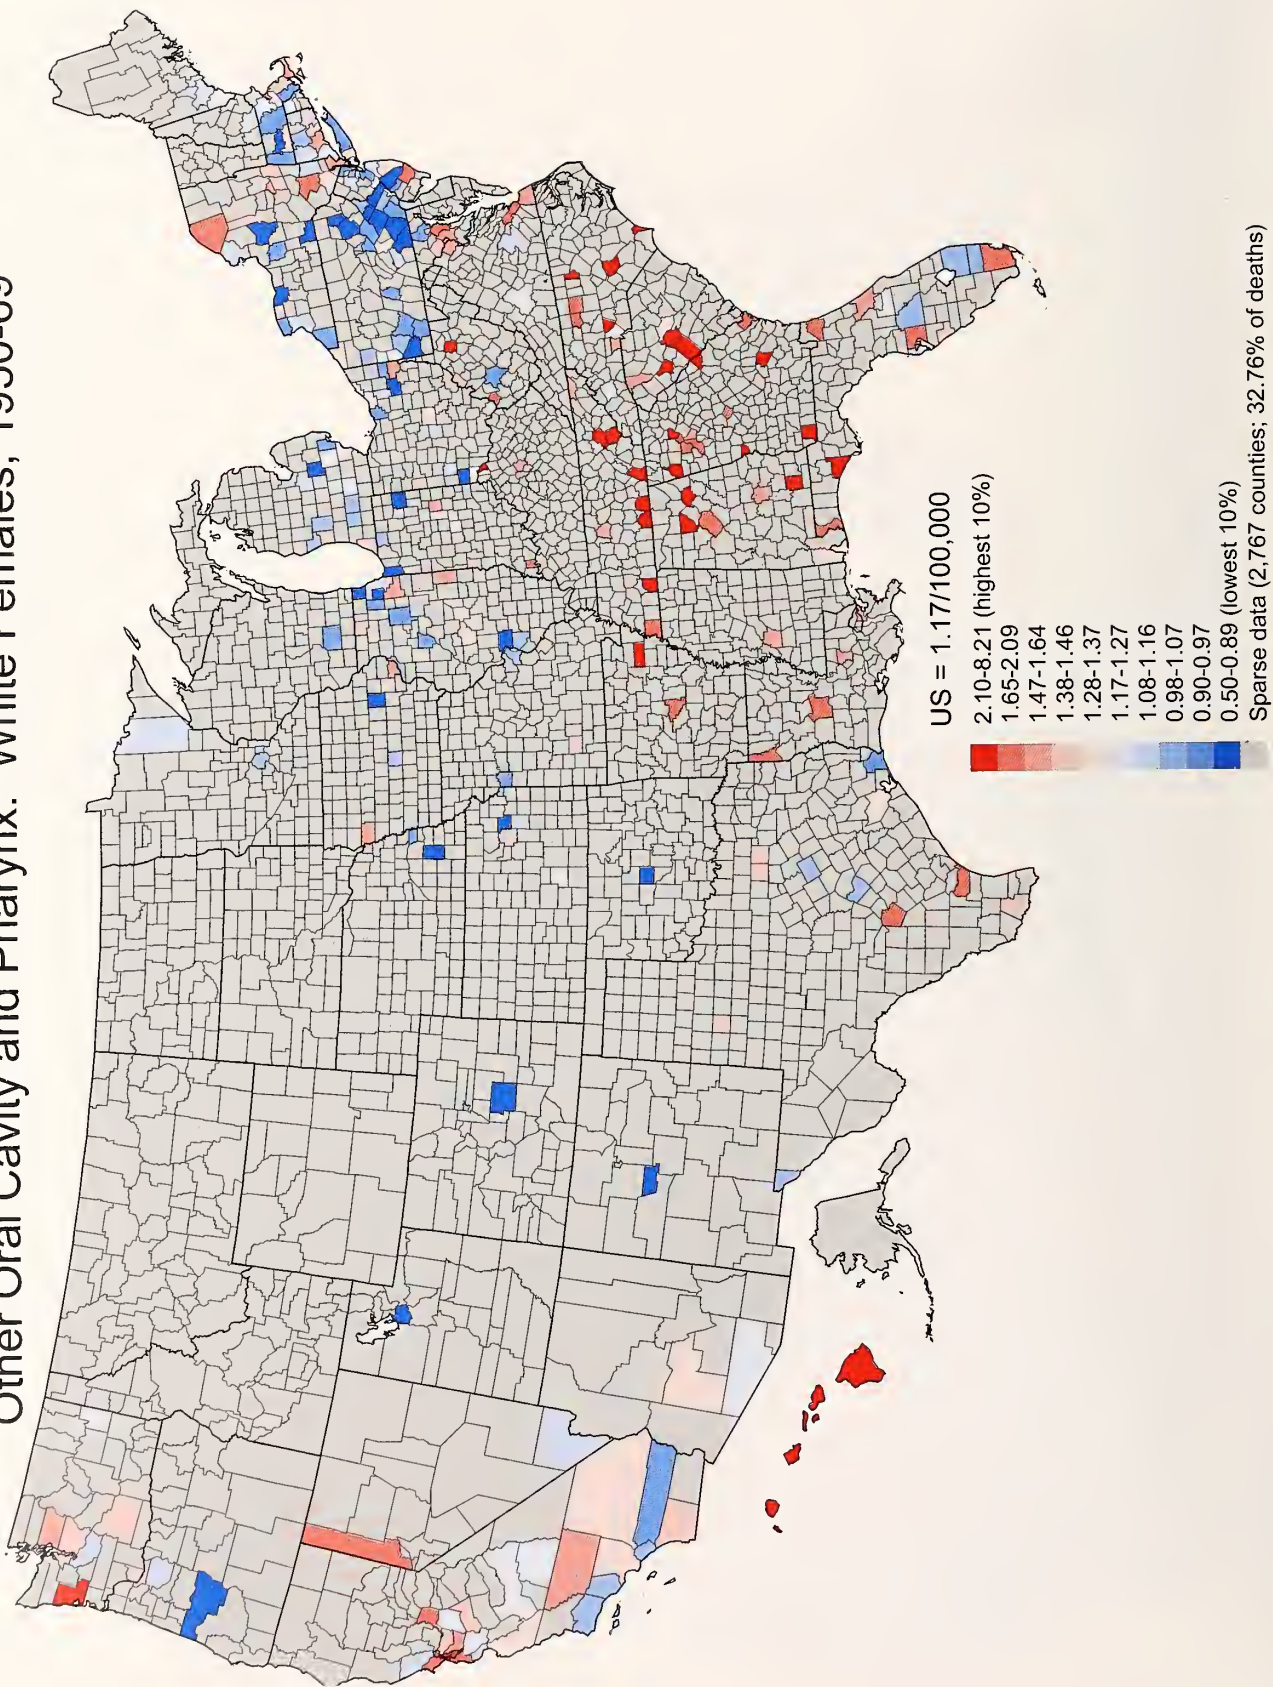 Other Oral Cavity and Pharynx: White Females, 1950-69
US = 1.17/100,000
2.10-8.21 (highest 10%)
1.65-2.09
1.47-1.64
1.38-1.46
1.28-1.37
1.17-1.27
1.08-1.16
0.98-1.07
0.90-0.97
0.50-0.89 (lowest 10%)
Sparse data (2,767 counties; 32.76% of deaths)